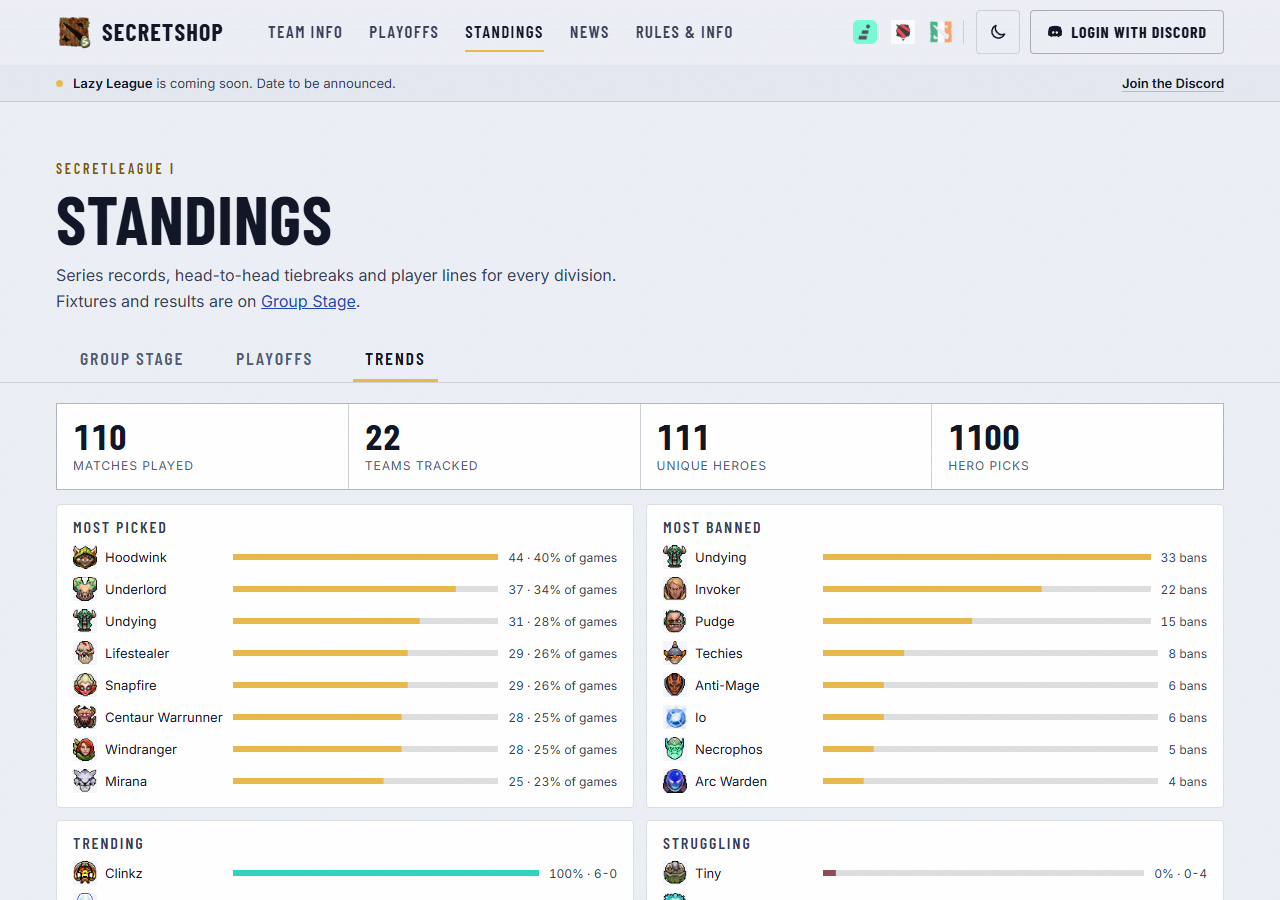 SECRETSHOP
TEAM INFO PLAYOFFS STANDINGS NEWS RULES & INFO
LOGIN WITH DISCORD
Lazy League is coming soon. Date to be announced.
Join the Discord
SECRETLEAGUE I
STANDINGS
Series records, head-to-head tiebreaks and player lines for every division.
Fixtures and results are on Group Stage.
GROUP STAGE PLAYOFFS TRENDS
110
MATCHES PLAYED
22
TEAMS TRACKED
111
UNIQUE HEROES
1100
HERO PICKS
MOST PICKED
Hoodwink 44 · 40% of games
Underlord 37 · 34% of games
Undying 31 · 28% of games
Lifestealer 29 · 26% of games
Snapfire 29 · 26% of games
Centaur Warrunner 28 · 25% of games
Windranger 28 · 25% of games
Mirana 25 · 23% of games
MOST BANNED
Undying 33 bans
Invoker 22 bans
Pudge 15 bans
Techies 8 bans
Anti-Mage 6 bans
Io 6 bans
Necrophos 5 bans
Arc Warden 4 bans
TRENDING
Clinkz 100% · 6-0
STRUGGLING
Tiny 0% · 0-4